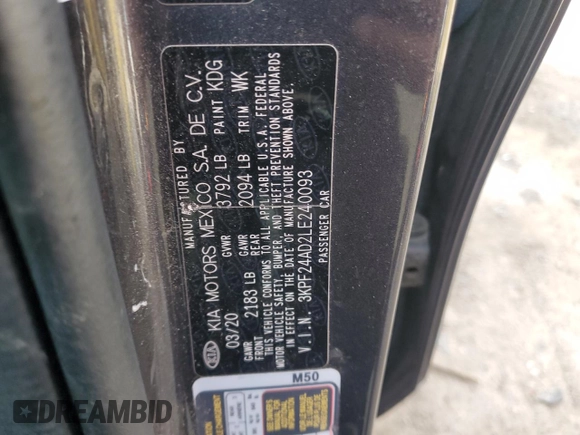 MANUFACTURED BY
KIA KIA MOTORS MEXICO S.A. DE C.V.
03/20 GVWR 3792 LB PAINT KDG
GAWR FRONT 2183 LB GAWR REAR 2094 LB TRIM WK
THIS VEHICLE CONFORMS TO ALL APPLICABLE U.S.A. FEDERAL
MOTOR VEHICLE SAFETY, BUMPER, AND THEFT PREVENTION STANDARDS
IN EFFECT ON THE DATE OF MANUFACTURE SHOWN ABOVE.
V.I.N. 3KPF24AD2LE240093
PASSENGER CAR
M50
DREAMBID